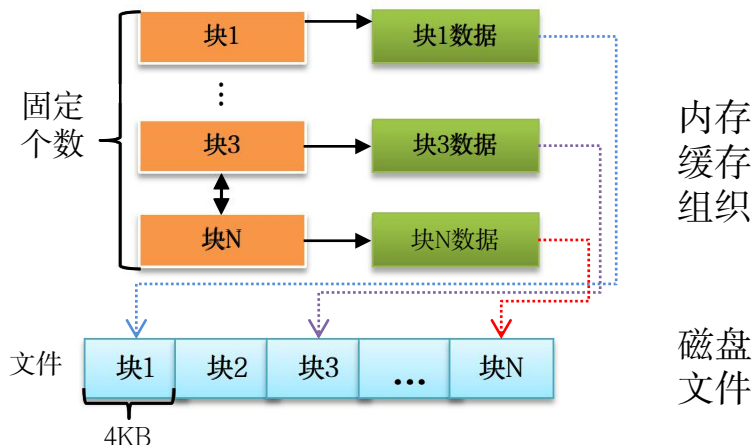 块1
块1数据
⋮
固定
个数
块3
块3数据
块N
块N数据
内存
缓存
组织
文件
块1
块2
块3
...
块N
4KB
磁盘
文件